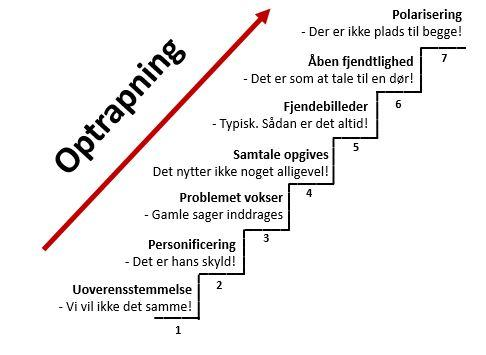 Optrapning
Polarisering
- Der er ikke plads til begge!
7
Åben fjendtlighed
- Det er som at tale til en dør!
6
Fjendebilleder
- Typisk. Sådan er det altid!
5
Samtale opgives
Det nytter ikke noget alligevel!
4
Problemet vokser
- Gamle sager inddrages
3
Personificering
- Det er hans skyld!
2
Uoverensstemmelse
- Vi vil ikke det samme!
1